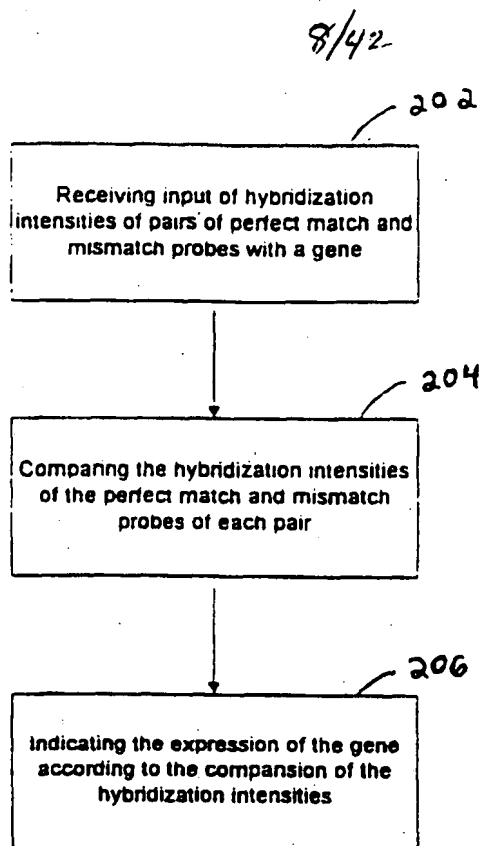 8/42
202
Receiving input of hybridization
intensities of pairs of perfect match and
mismatch probes with a gene
204
Comparing the hybridization intensities
of the perfect match and mismatch
probes of each pair
206
Indicating the expression of the gene
according to the compansion of the
hybridization intensities